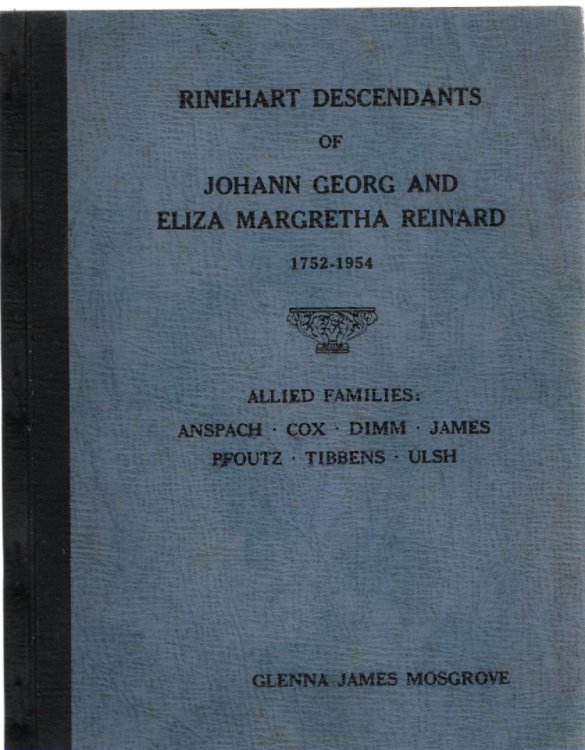 RINEHART DESCENDANTS
OF
JOHANN GEORG AND
ELIZA MARGRETHA REINARD
1752-1954
ALLIED FAMILIES:
ANSPACH · COX · DIMM · JAMES
PFOUTZ · TIBBENS · ULSH
GLENNA JAMES MOSGROVE